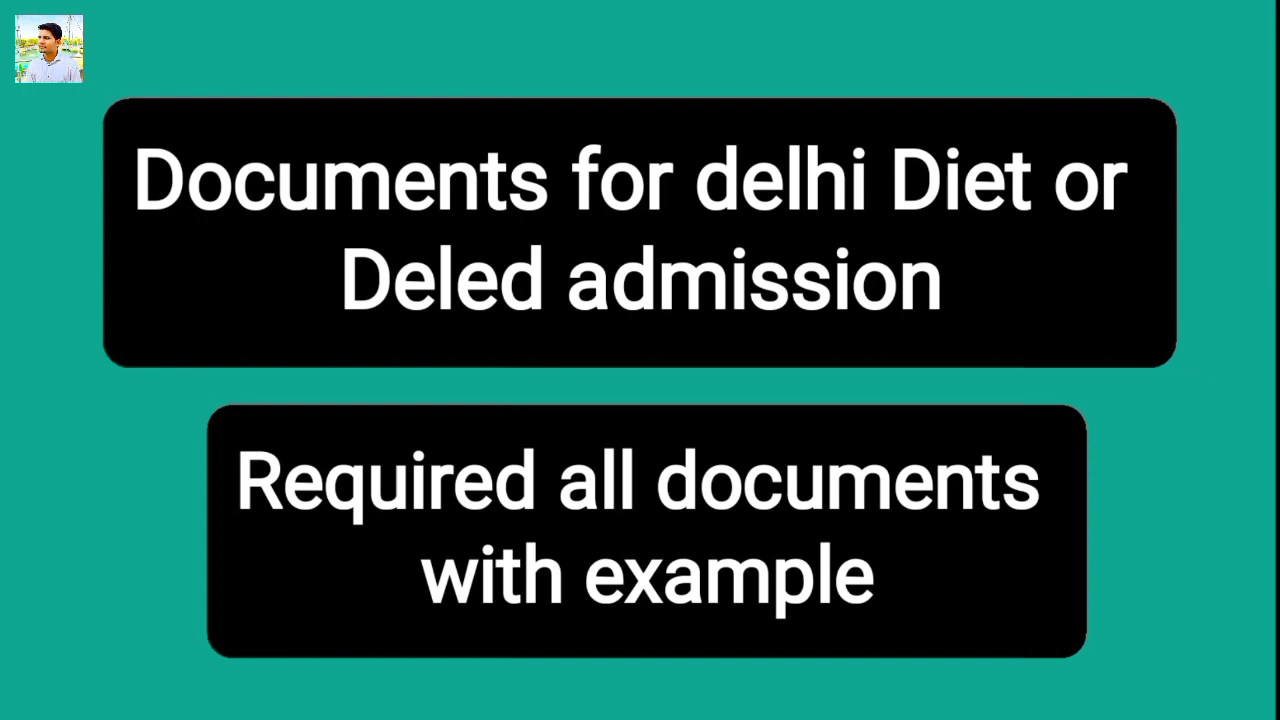 Documents for delhi Diet or
Deled admission
Required all documents
with example